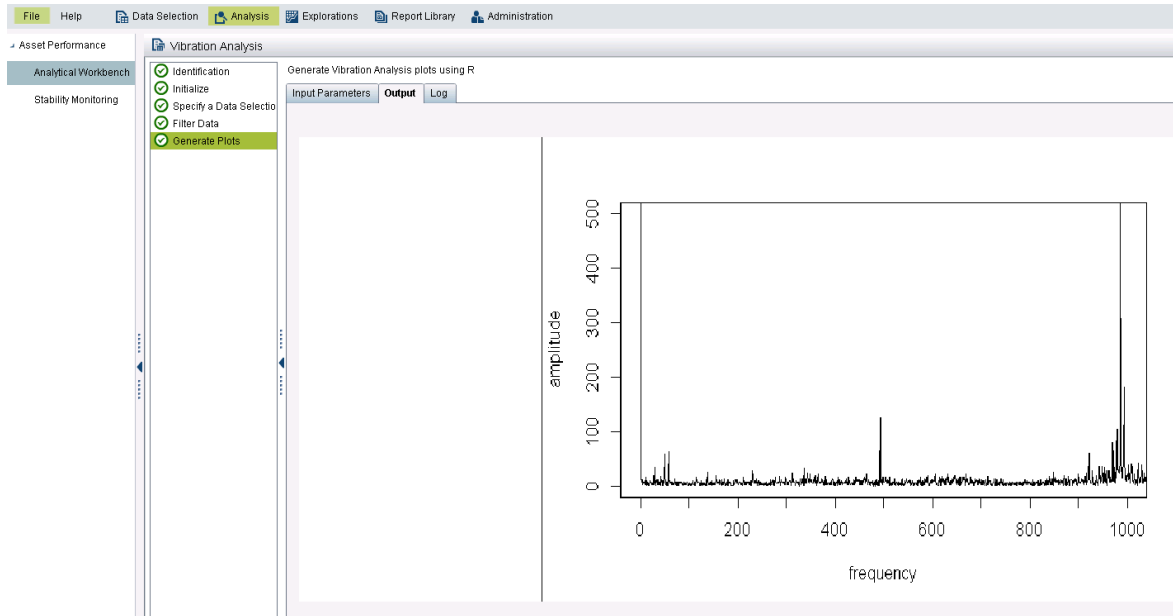 File Help Data Selection Analysis Explorations Report Library Administration
Asset Performance
Analytical Workbench
Stability Monitoring
Vibration Analysis
Identification
Initialize
Specify a Data Selectio
Filter Data
Generate Plots
Generate Vibration Analysis plots using R
Input Parameters Output Log
500
400
300
200
100
0
amplitude
0 200 400 600 800 1000
frequency